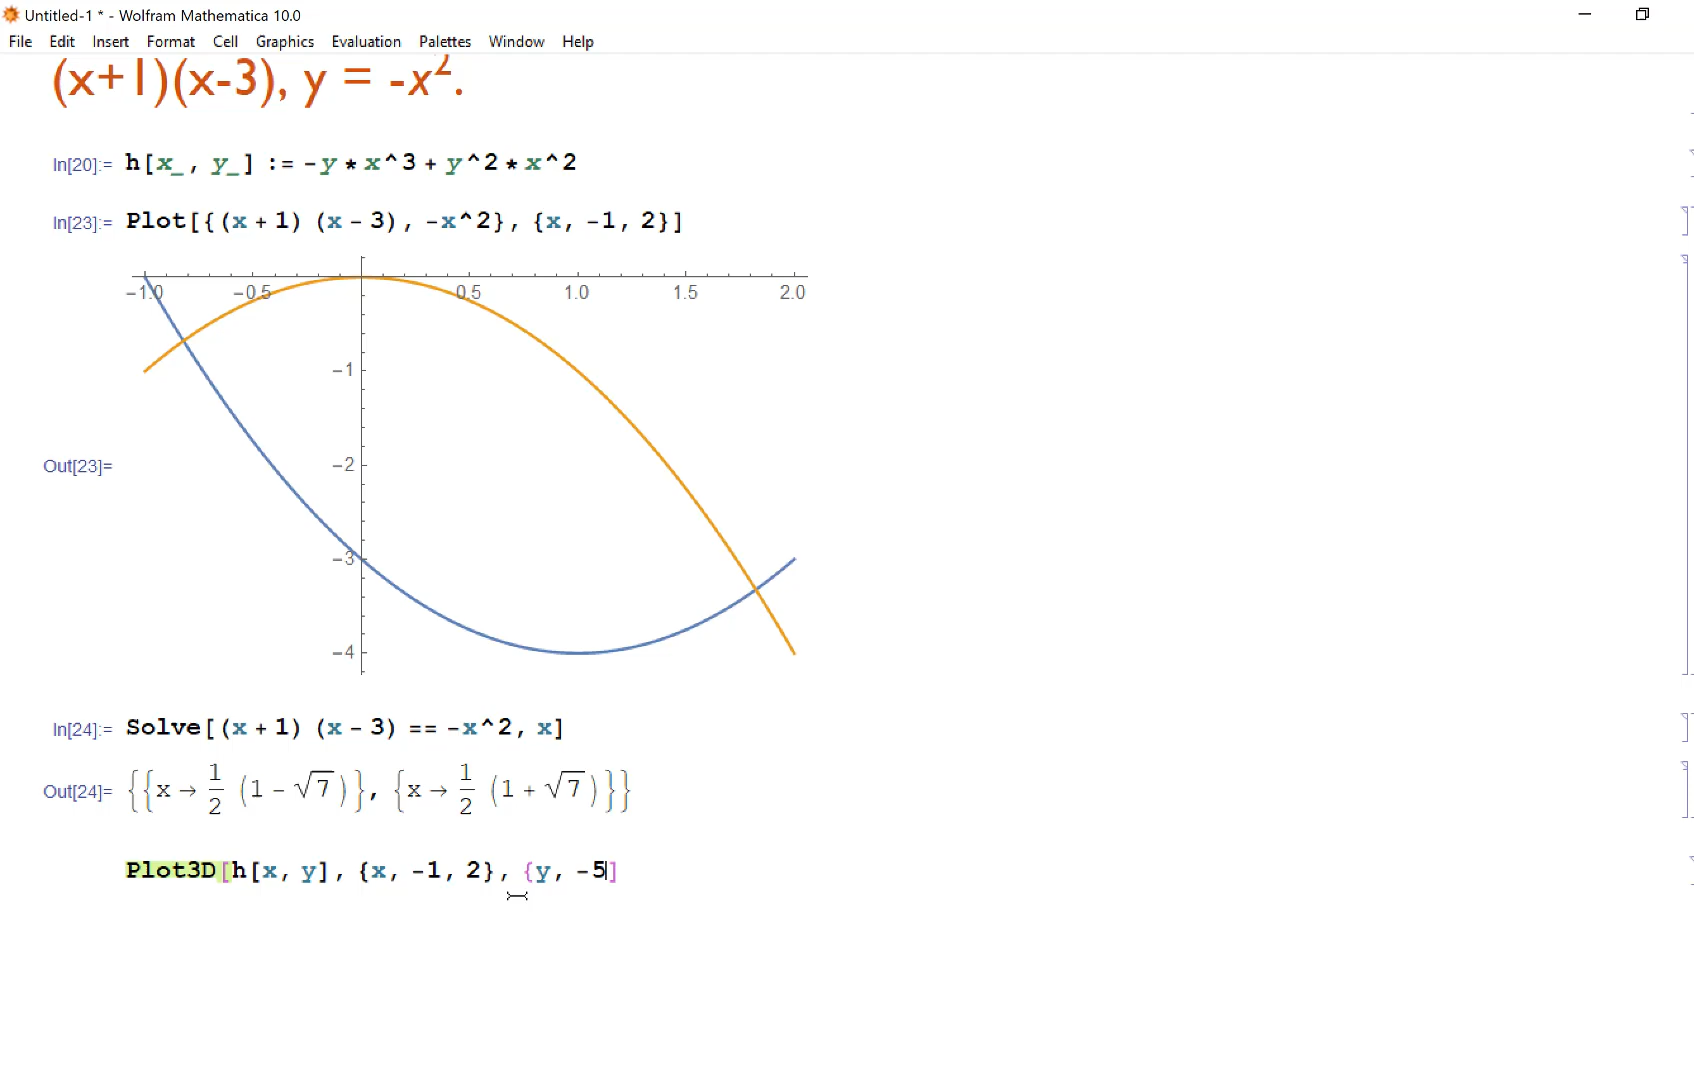 Untitled-1 * - Wolfram Mathematica 10.0
File Edit Insert Format Cell Graphics Evaluation Palettes Window Help
(x+1)(x-3), y = -x².
In[20]:= h[x_, y_] := -y * x^3 + y^2 * x^2
In[23]:= Plot[{(x + 1) (x - 3), -x^2}, {x, -1, 2}]
-1.0 -0.5 0.5 1.0 1.5 2.0
-1
-2
Out[23]=
-3
-4
In[24]:= Solve[(x + 1) (x - 3) == -x^2, x]
Out[24]= {{x → 1/2 (1 - √7)}, {x → 1/2 (1 + √7)}}
Plot3D[h[x, y], {x, -1, 2}, {y, -5]